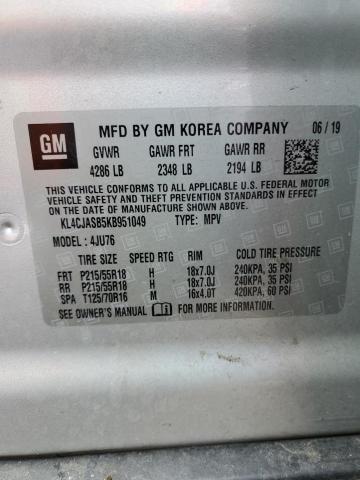 GM
MFD BY GM KOREA COMPANY 06 / 19
GVWR GAWR FRT GAWR RR
4286 LB 2348 LB 2194 LB
THIS VEHICLE CONFORMS TO ALL APPLICABLE U.S. FEDERAL MOTOR
VEHICLE SAFETY, BUMPER, AND THEFT PREVENTION STANDARDS IN
EFFECT ON THE DATE OF MANUFACTURE SHOWN ABOVE.
KL4CJASB5KB951049 TYPE: MPV
MODEL : 4JU76
TIRE SIZE SPEED RTG RIM COLD TIRE PRESSURE
FRT P215/55R18 H 18x7.0J 240KPA, 35 PSI
RR P215/55R18 H 18x7.0J 240KPA, 35 PSI
SPA T125/70R16 M 16x4.0T 420KPA, 60 PSI
SEE OWNER'S MANUAL FOR MORE INFORMATION.